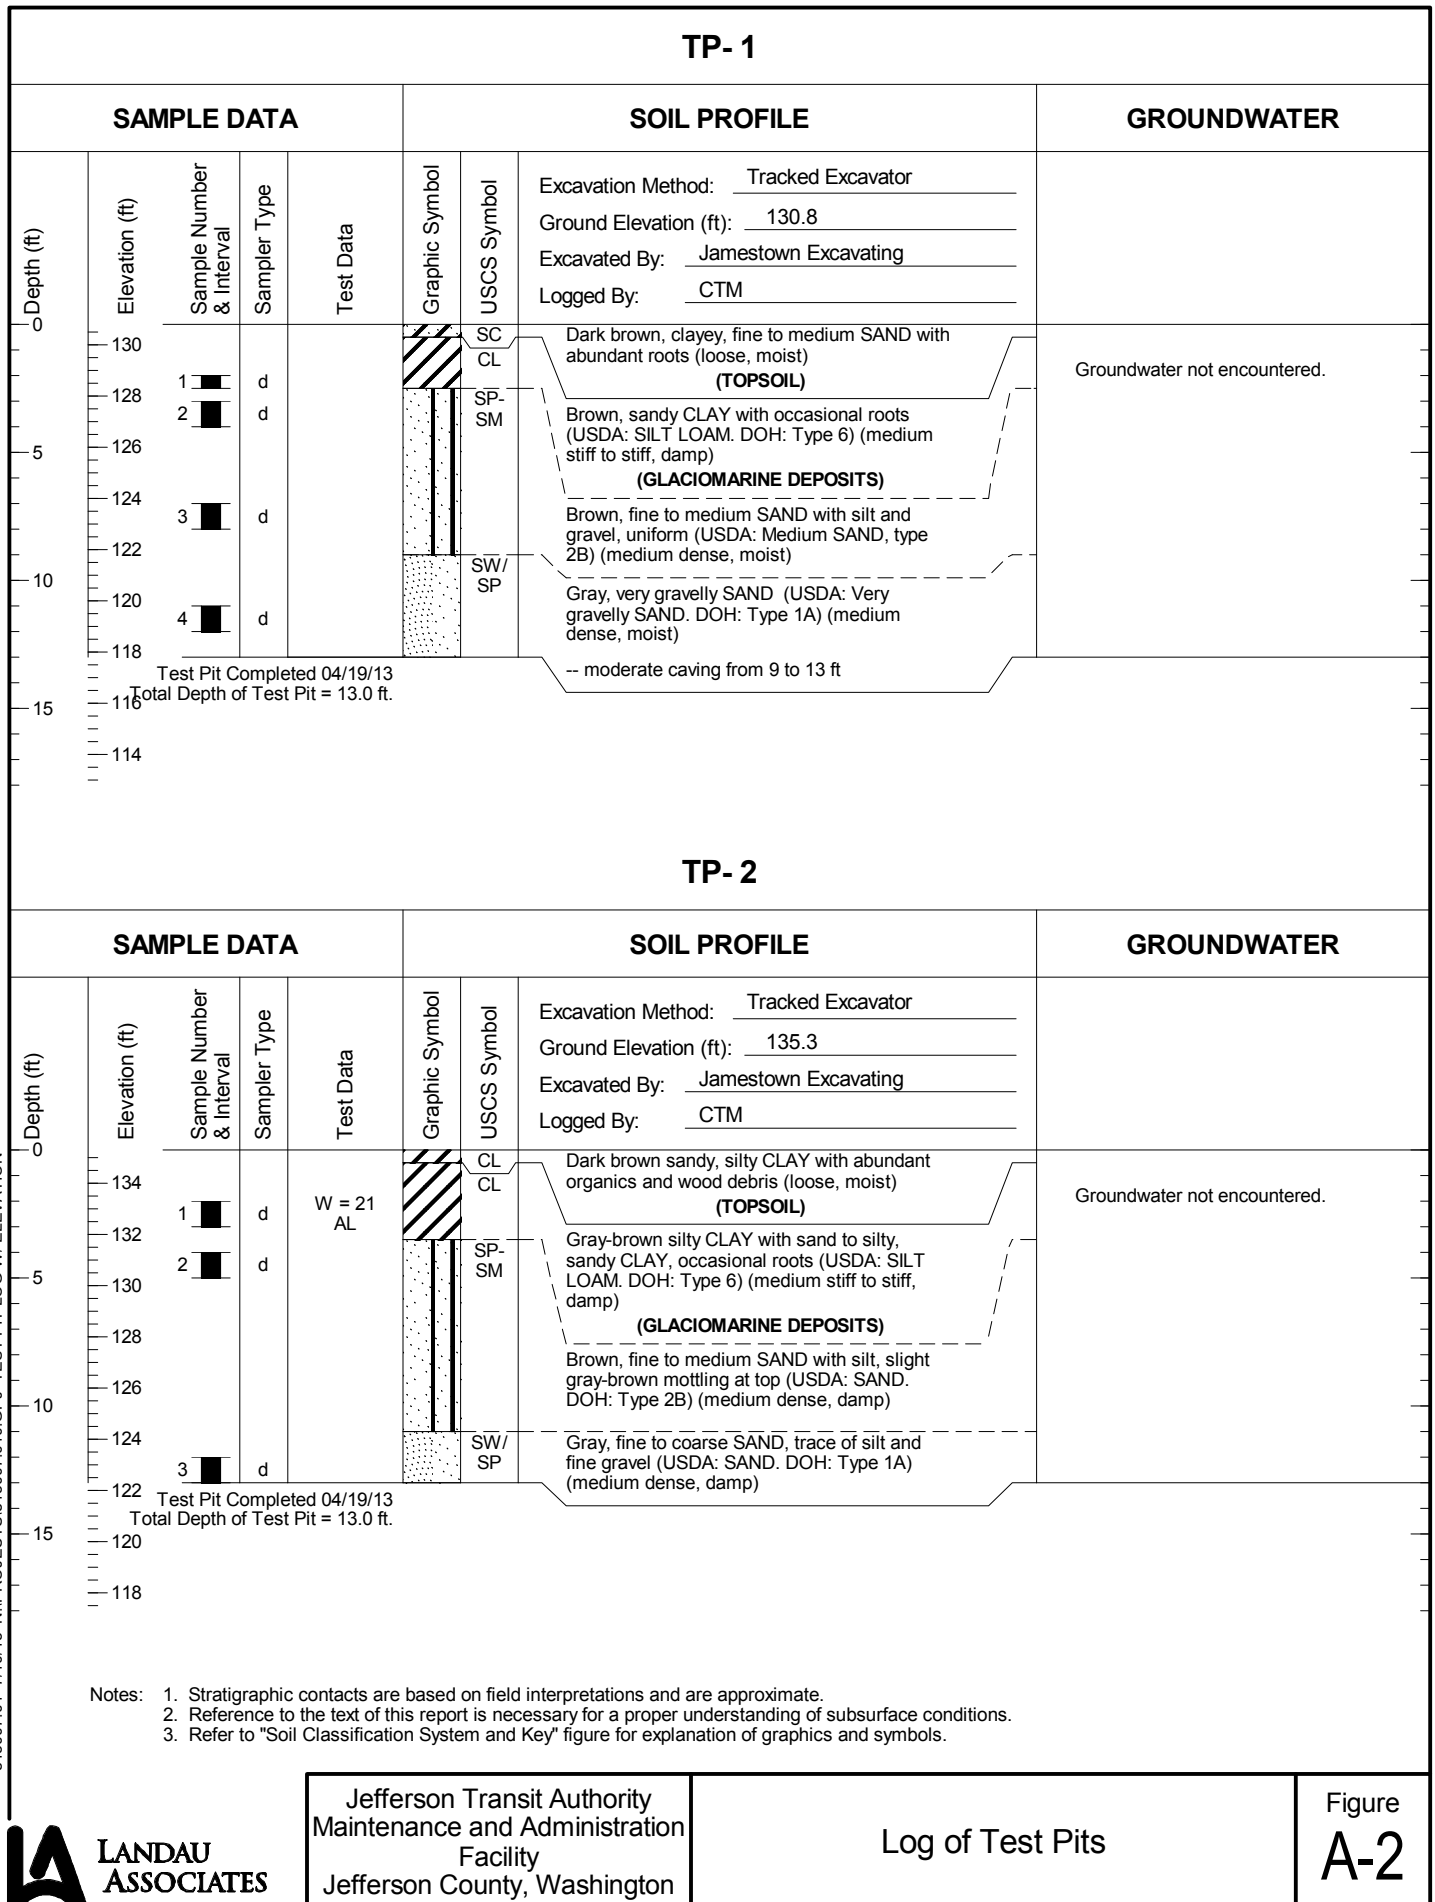 TP- 1
SAMPLE DATA
SOIL PROFILE
GROUNDWATER
Depth (ft)
Elevation (ft)
Sample Number
& Interval
Sampler Type
Test Data
Graphic Symbol
USCS Symbol
Excavation Method: Tracked Excavator
Ground Elevation (ft): 130.8
Excavated By: Jamestown Excavating
Logged By: CTM
0
5
10
15
130
128
126
124
122
120
118
116
114
1 d
2 d
3 d
4 d
SC
CL
SP-
SM
SW/
SP
Dark brown, clayey, fine to medium SAND with
abundant roots (loose, moist)
(TOPSOIL)
Brown, sandy CLAY with occasional roots
(USDA: SILT LOAM. DOH: Type 6) (medium
stiff to stiff, damp)
(GLACIOMARINE DEPOSITS)
Brown, fine to medium SAND with silt and
gravel, uniform (USDA: Medium SAND, type
2B) (medium dense, moist)
Gray, very gravelly SAND (USDA: Very
gravelly SAND. DOH: Type 1A) (medium
dense, moist)
-- moderate caving from 9 to 13 ft
Groundwater not encountered.
Test Pit Completed 04/19/13
Total Depth of Test Pit = 13.0 ft.
TP- 2
SAMPLE DATA
SOIL PROFILE
GROUNDWATER
Depth (ft)
Elevation (ft)
Sample Number
& Interval
Sampler Type
Test Data
Graphic Symbol
USCS Symbol
Excavation Method: Tracked Excavator
Ground Elevation (ft): 135.3
Excavated By: Jamestown Excavating
Logged By: CTM
0
5
10
15
134
132
130
128
126
124
122
120
118
1 d
2 d
3 d
W = 21
AL
CL
CL
SP-
SM
SW/
SP
Dark brown sandy, silty CLAY with abundant
organics and wood debris (loose, moist)
(TOPSOIL)
Gray-brown silty CLAY with sand to silty,
sandy CLAY, occasional roots (USDA: SILT
LOAM. DOH: Type 6) (medium stiff to stiff,
damp)
(GLACIOMARINE DEPOSITS)
Brown, fine to medium SAND with silt, slight
gray-brown mottling at top (USDA: SAND.
DOH: Type 2B) (medium dense, damp)
Gray, fine to coarse SAND, trace of silt and
fine gravel (USDA: SAND. DOH: Type 1A)
(medium dense, damp)
Groundwater not encountered.
Test Pit Completed 04/19/13
Total Depth of Test Pit = 13.0 ft.
Notes: 1. Stratigraphic contacts are based on field interpretations and are approximate.
2. Reference to the text of this report is necessary for a proper understanding of subsurface conditions.
3. Refer to "Soil Classification System and Key" figure for explanation of graphics and symbols.
LANDAU
ASSOCIATES
Jefferson Transit Authority
Maintenance and Administration
Facility
Jefferson County, Washington
Log of Test Pits
Figure
A-2